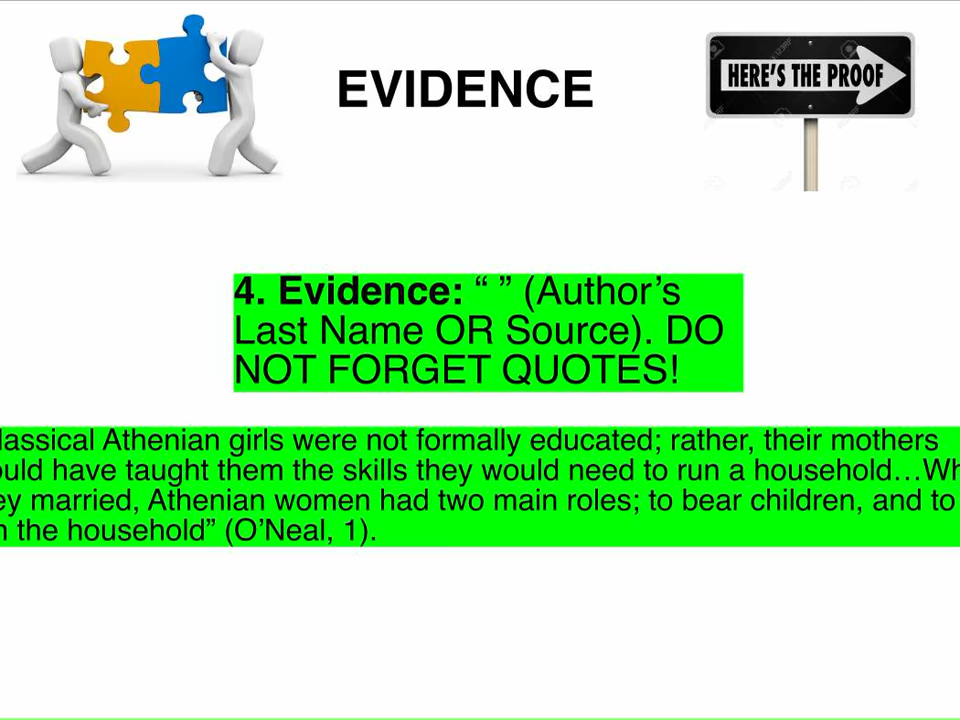 EVIDENCE
HERE'S THE PROOF
4. Evidence: “ ” (Author’s
Last Name OR Source). DO
NOT FORGET QUOTES!
lassical Athenian girls were not formally educated; rather, their mothers
ould have taught them the skills they would need to run a household…Wh
ey married, Athenian women had two main roles; to bear children, and to
n the household” (O’Neal, 1).